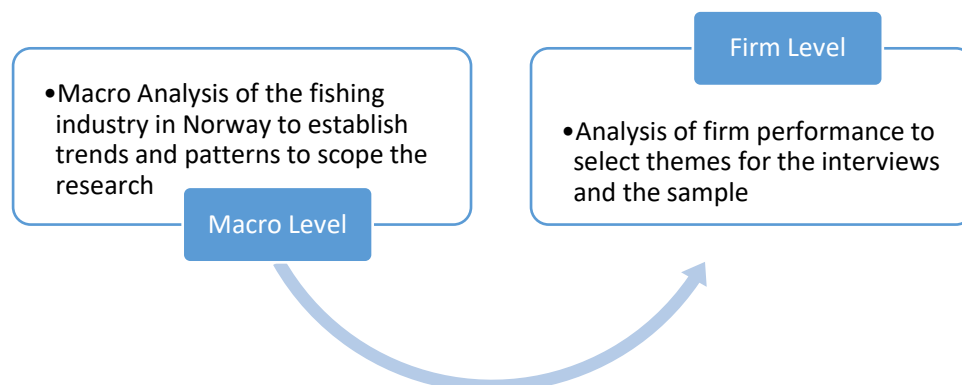 •Macro Analysis of the fishing
industry in Norway to establish
trends and patterns to scope the
research
Macro Level
Firm Level
•Analysis of firm performance to
select themes for the interviews
and the sample